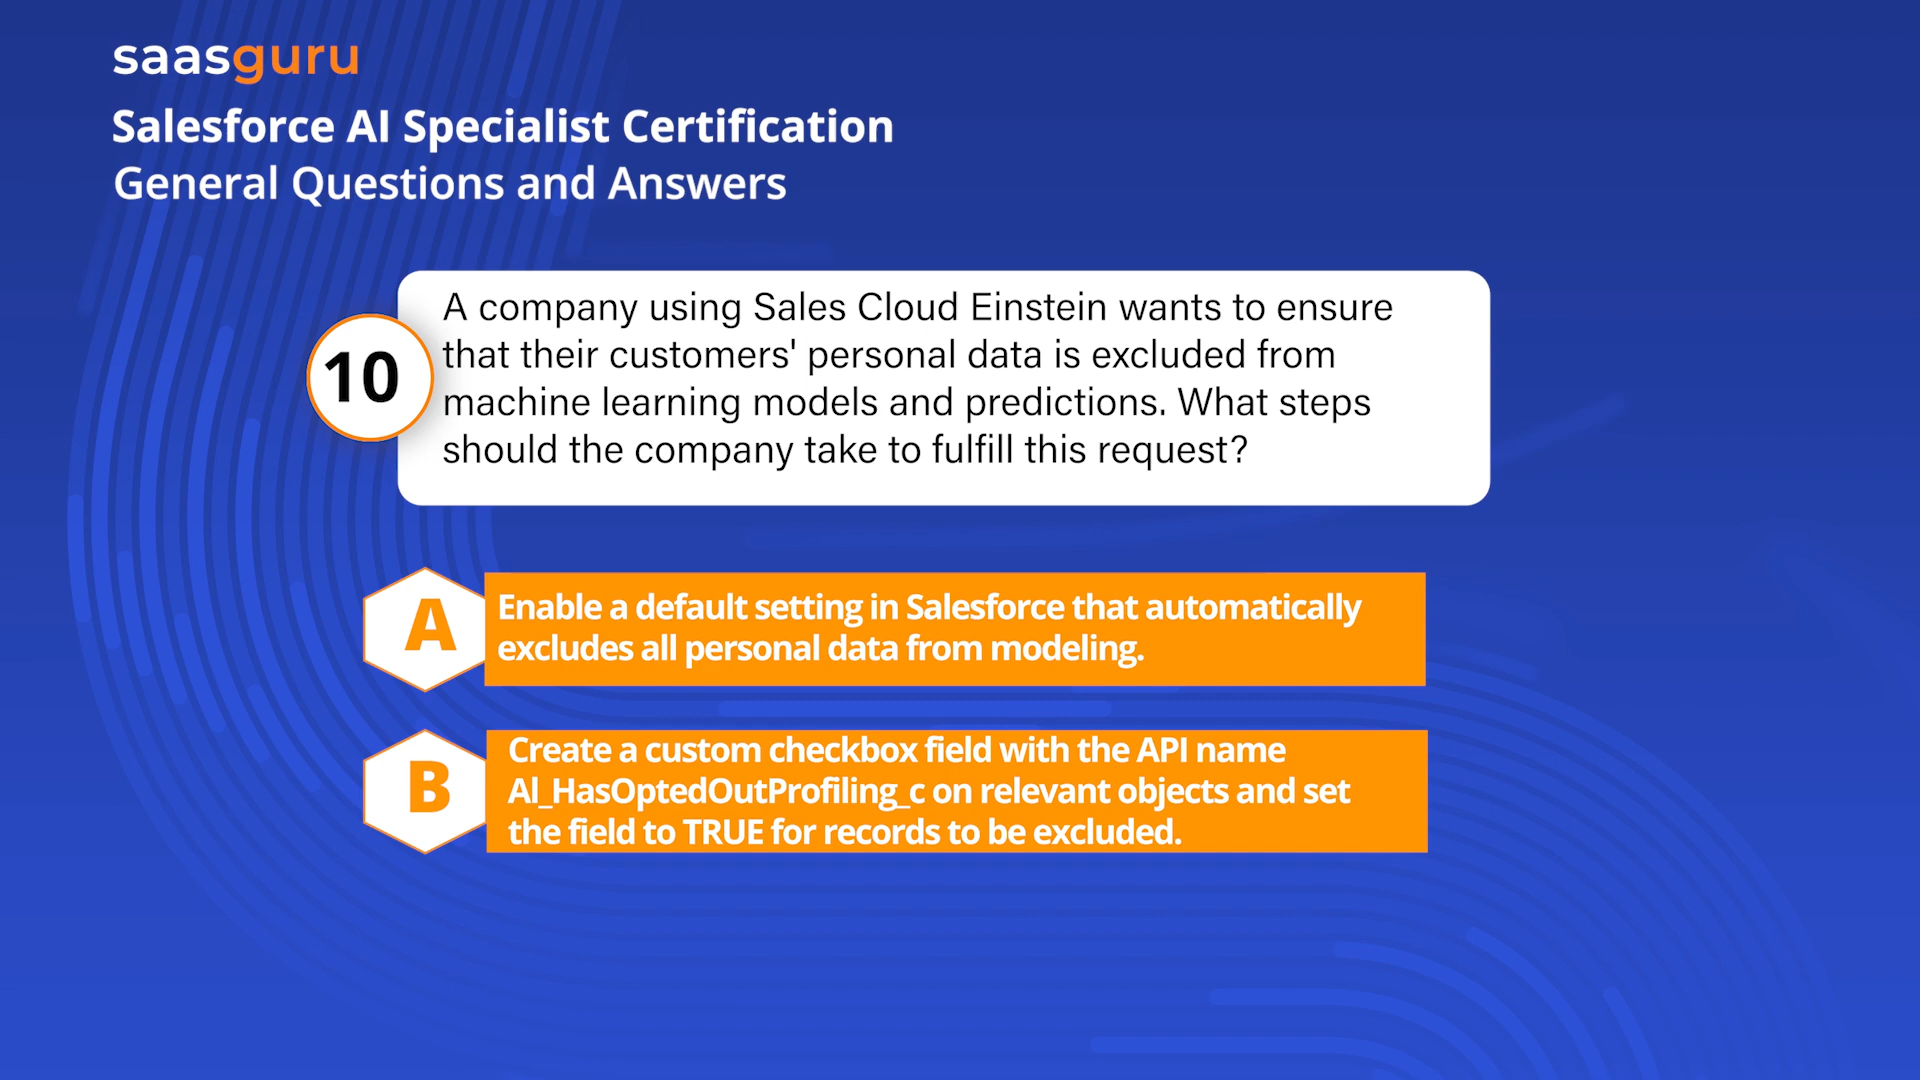 saasguru
Salesforce AI Specialist Certification
General Questions and Answers
10
A company using Sales Cloud Einstein wants to ensure
that their customers' personal data is excluded from
machine learning models and predictions. What steps
should the company take to fulfill this request?
A
Enable a default setting in Salesforce that automatically
excludes all personal data from modeling.
B
Create a custom checkbox field with the API name
Al_HasOptedOutProfiling_c on relevant objects and set
the field to TRUE for records to be excluded.